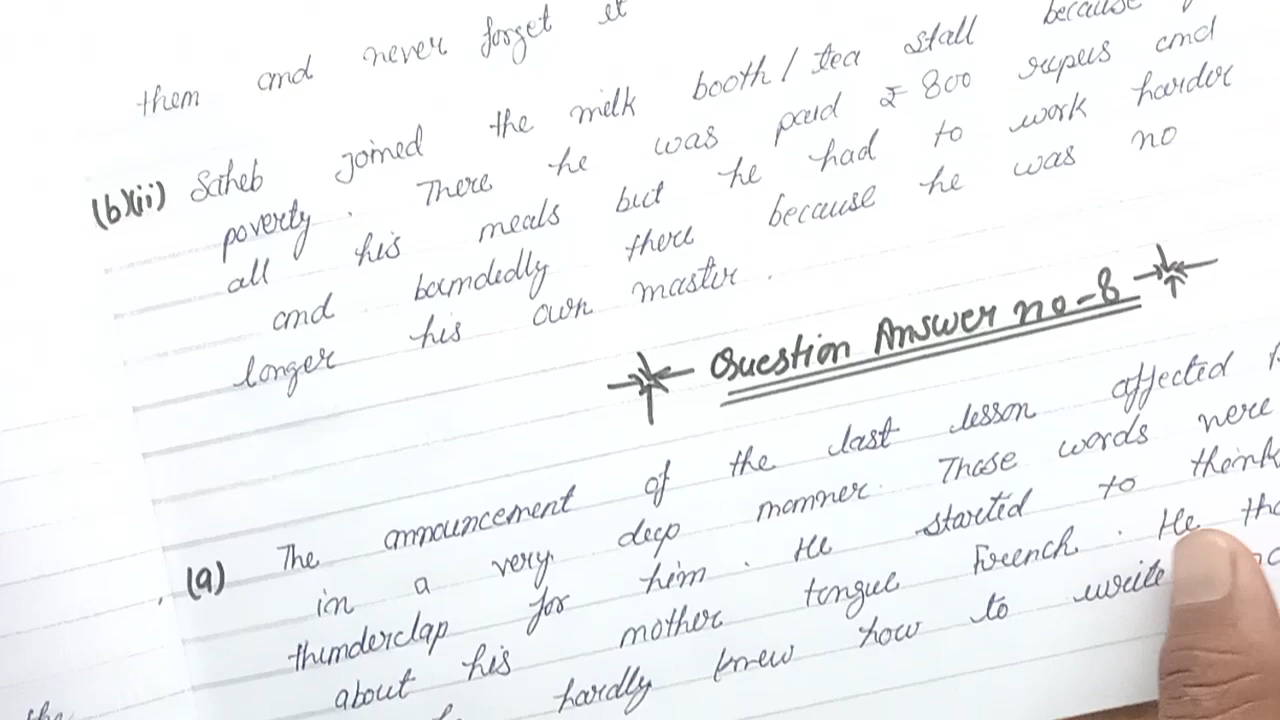 them and never forget it
(b)(ii) Saheb joined the milk booth / tea stall because
poverty. There he was paid ₹ 800 rupees and
all his meals but he had to work harder
and bamdedly there because he was no
longer his own master.
Question Answer no-8
(a) The announcement of the last lesson affected
in a very deep manner. Those words were
thunderclap for him. He started to think
about his mother tongue French. He
hardly knew how to write
the